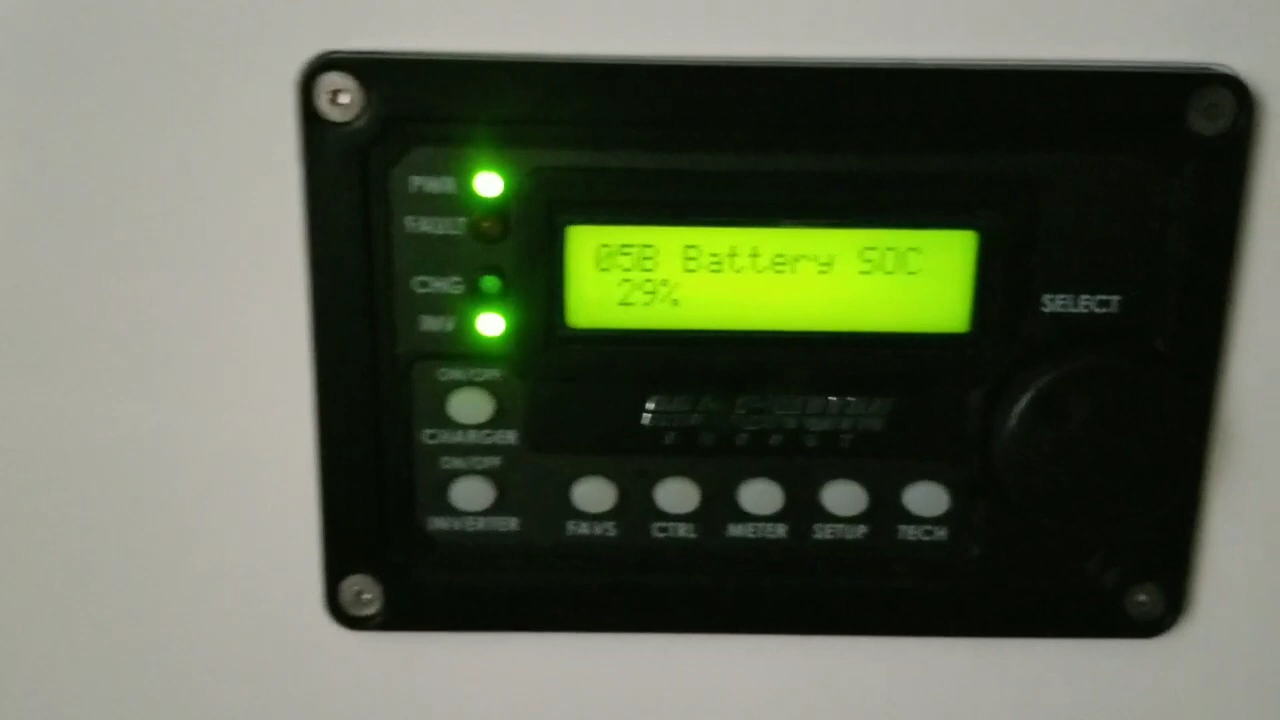 PWR
FAULT
CHG
INV
05B Battery SOC
29%
SELECT
ON/OFF
CHARGER
ON/OFF
INVERTER
FAVS
CTRL
METER
SETUP
TECH